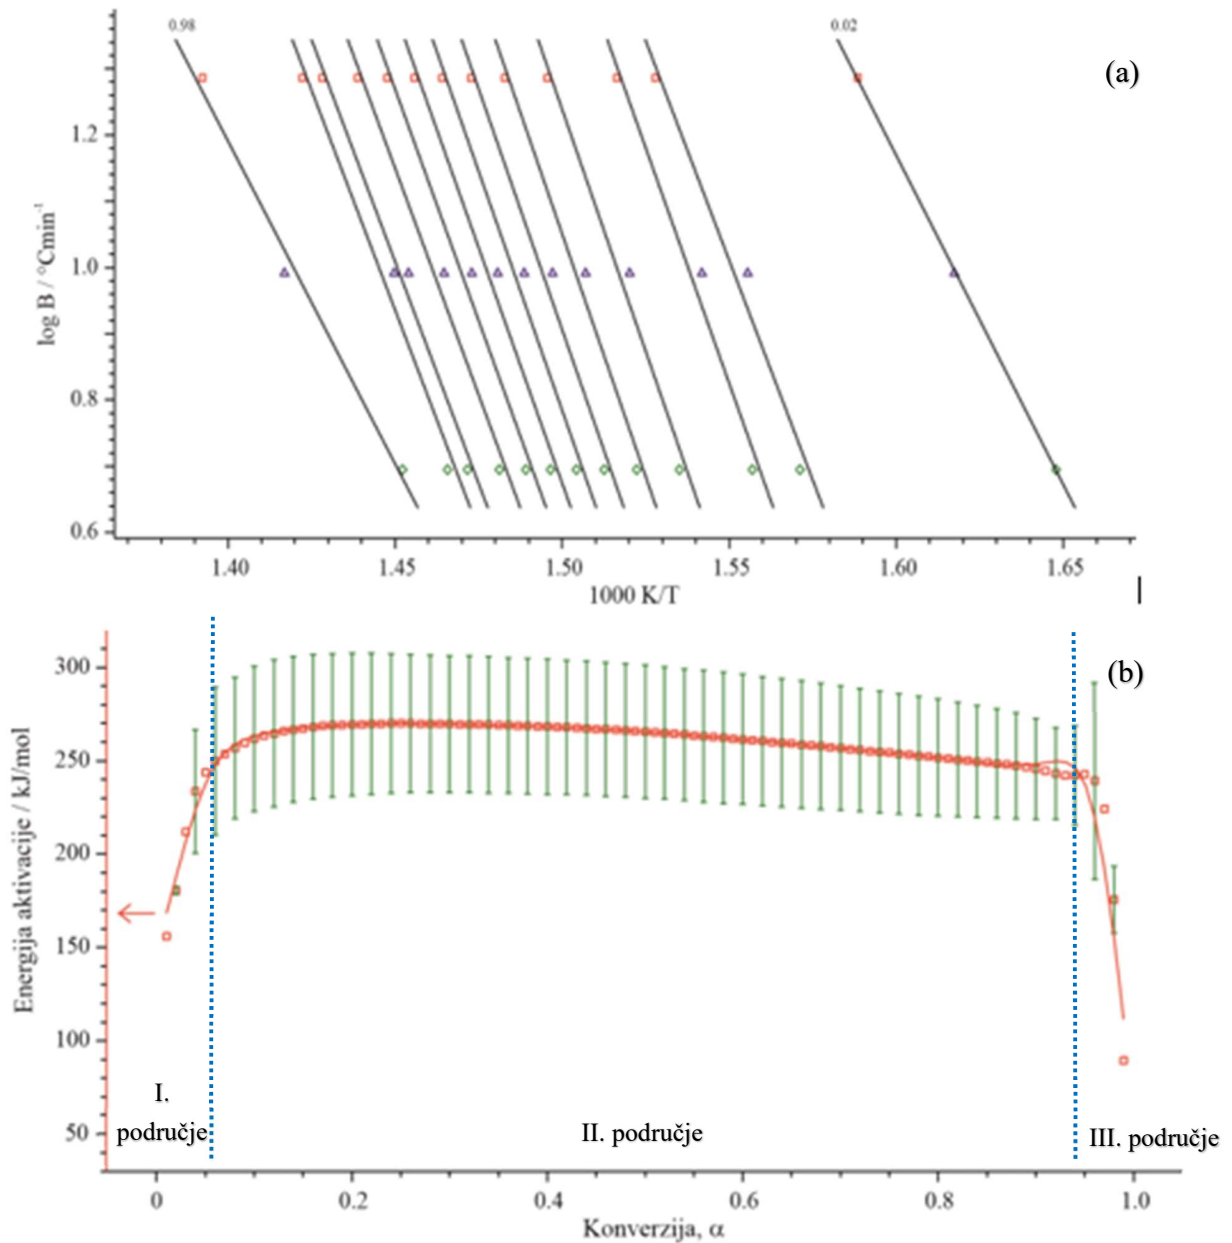 0.98
0.02
(a)
1.2
1.0
0.8
0.6
log B / °Cmin⁻¹
1.40
1.45
1.50
1.55
1.60
1.65
1000 K/T
(b)
300
250
200
150
100
50
Energija aktivacije / kJ/mol
I.
područje
II. područje
III. područje
0
0.2
0.4
0.6
0.8
1.0
Konverzija, α